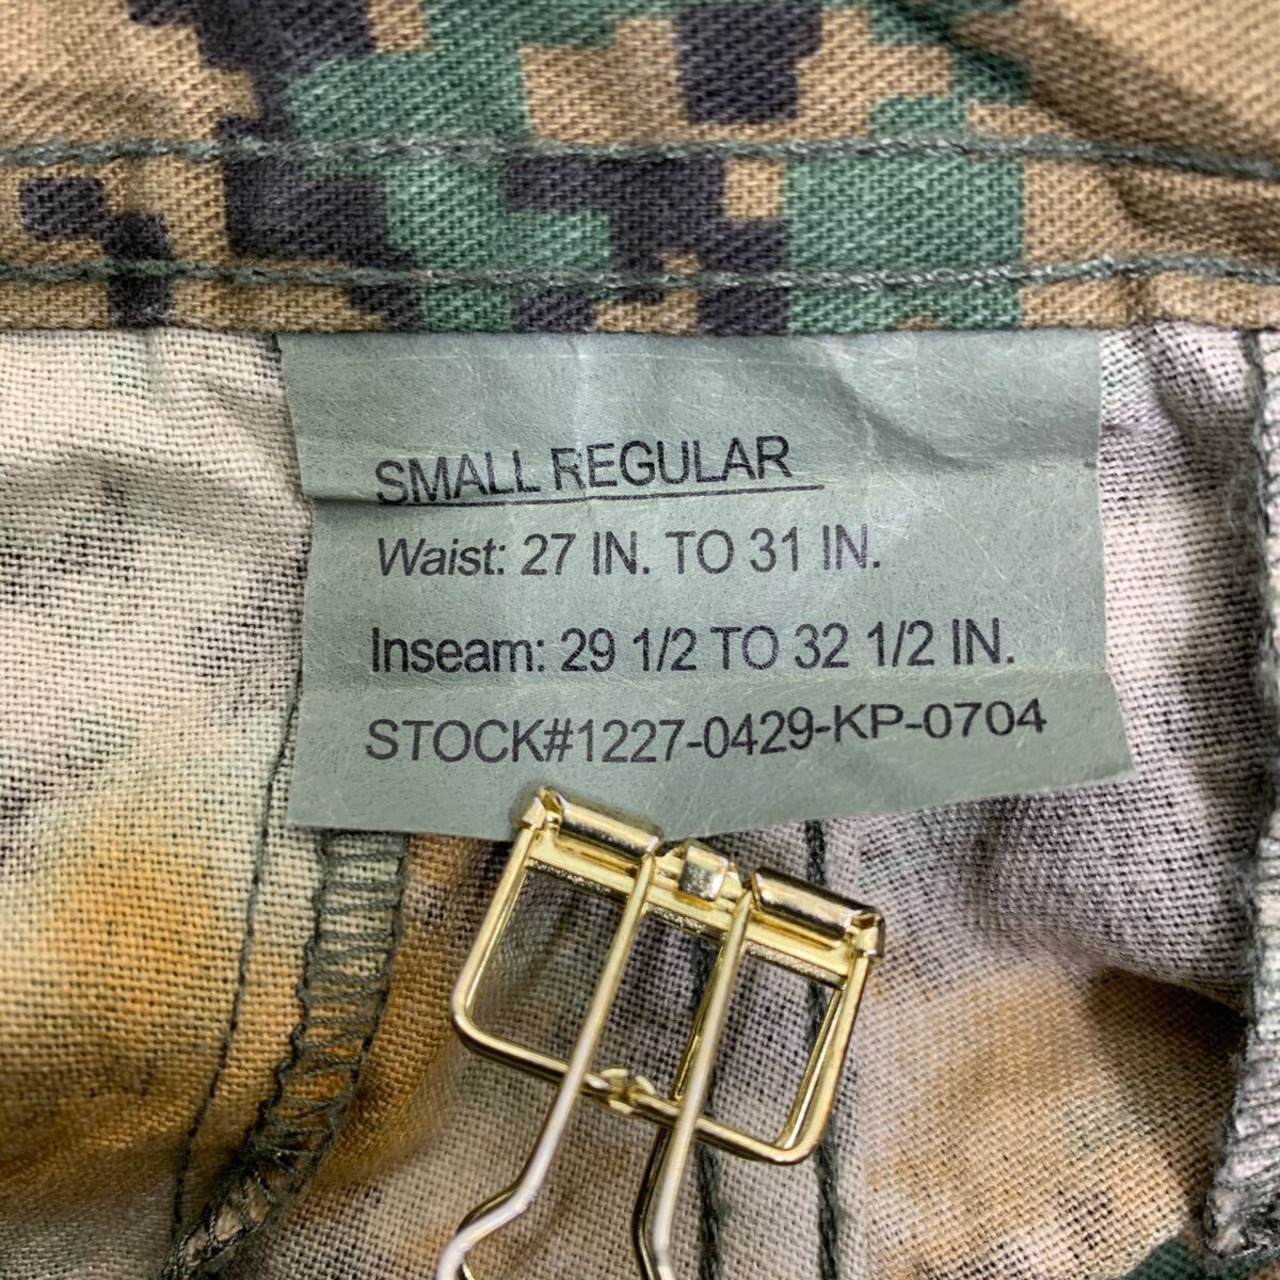 SMALL REGULAR
Waist: 27 IN. TO 31 IN.
Inseam: 29 1/2 TO 32 1/2 IN.
STOCK#1227-0429-KP-0704